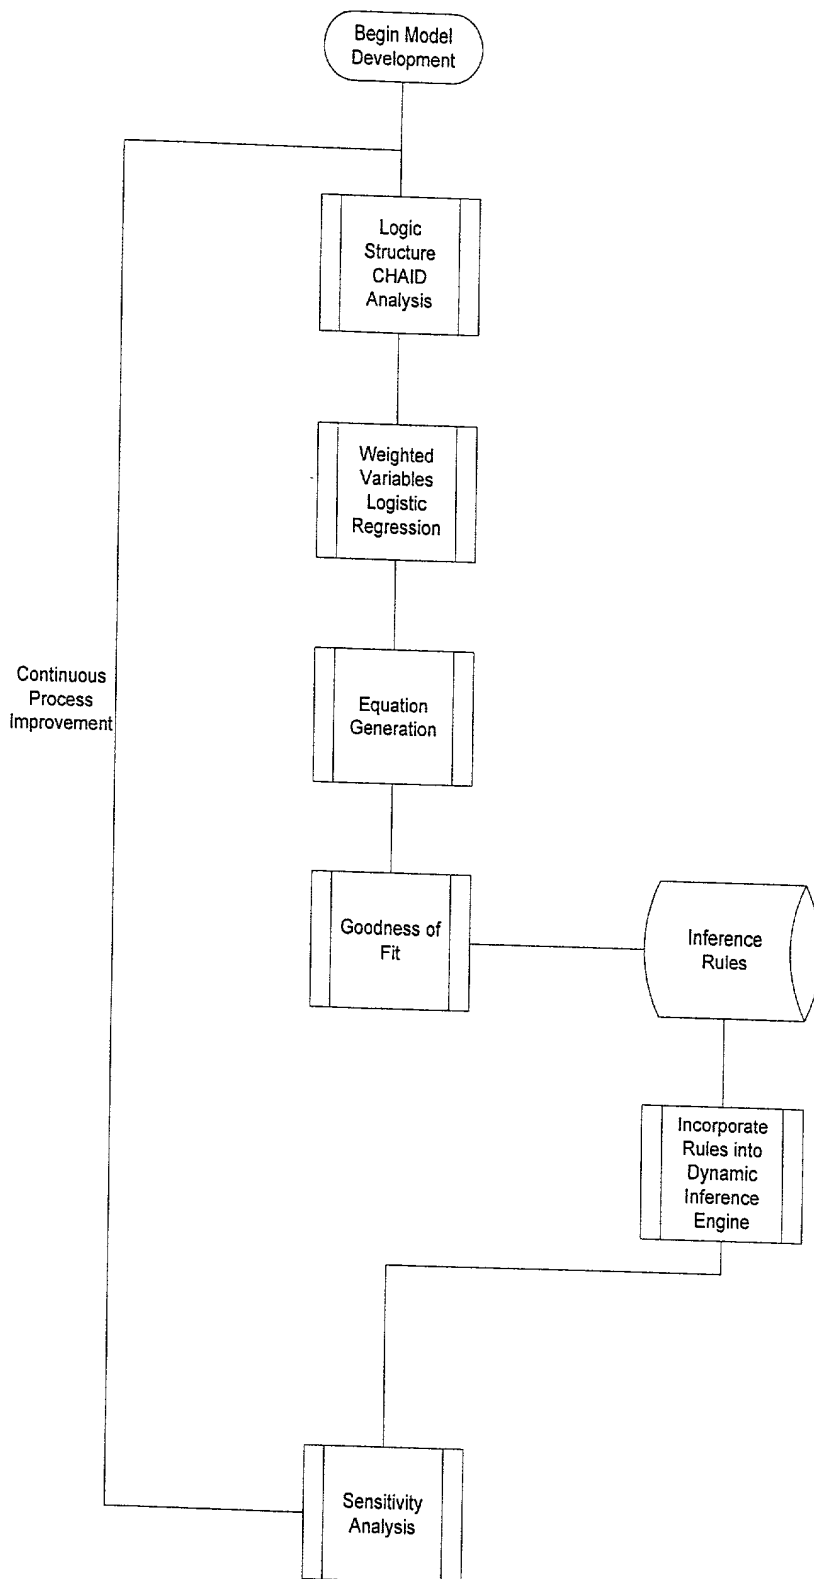 Begin Model
Development
Logic
Structure
CHAID
Analysis
Weighted
Variables
Logistic
Regression
Continuous
Process
Improvement
Equation
Generation
Goodness of
Fit
Inference
Rules
Incorporate
Rules into
Dynamic
Inference
Engine
Sensitivity
Analysis